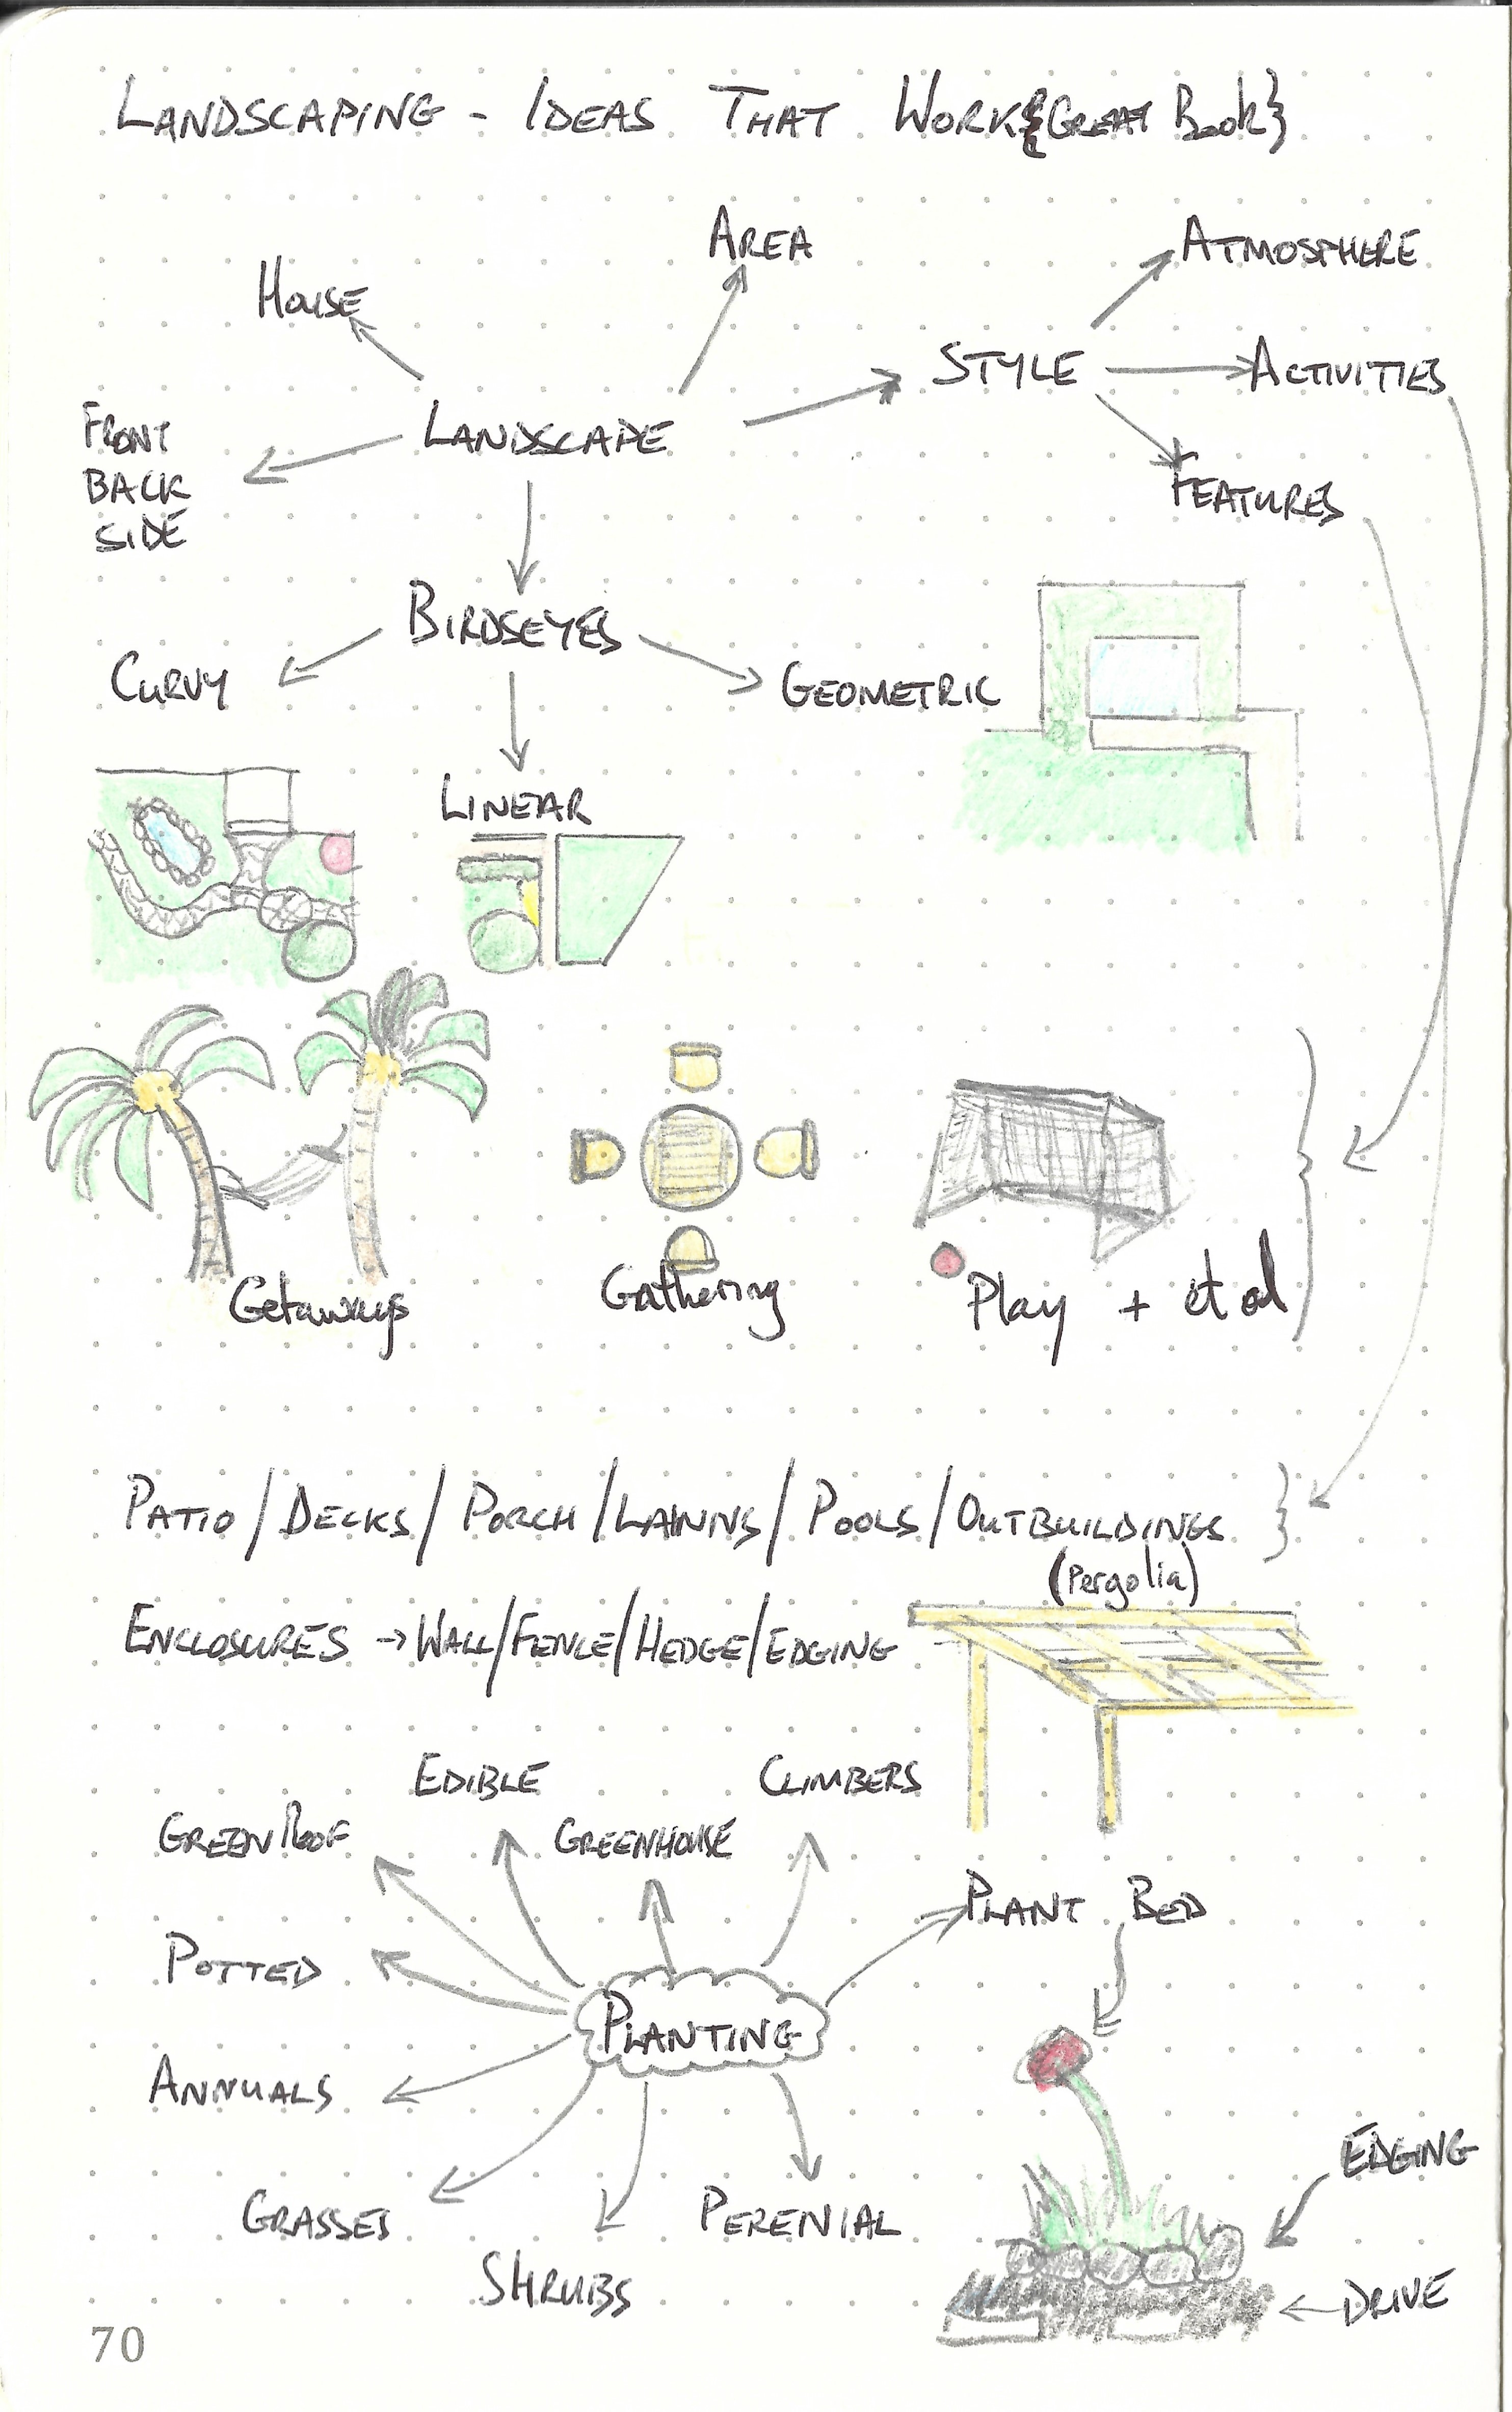 LANDSCAPING - IDEAS THAT WORK {GREAT Book}
AREA
ATMOSPHERE
HOUSE
STYLE
ACTIVITIES
FRONT
BACK
SIDE
LANDSCAPE
FEATURES
BIRDSEYES
CURVY
GEOMETRIC
LINEAR
Getaways
Gathering
Play + et al
PATIO / DECKS / PORCH / LAWNS / POOLS / OUTBUILDINGS }
(Pergolia)
ENCLOSURES → WALL/FENCE/HEDGE/EDGING
EDIBLE
CLIMBERS
GREEN ROOF
GREENHOUSE
PLANT BED
POTTED
PLANTING
ANNUALS
EDGING
GRASSES
PERENIAL
SHRUBS
DRIVE
70